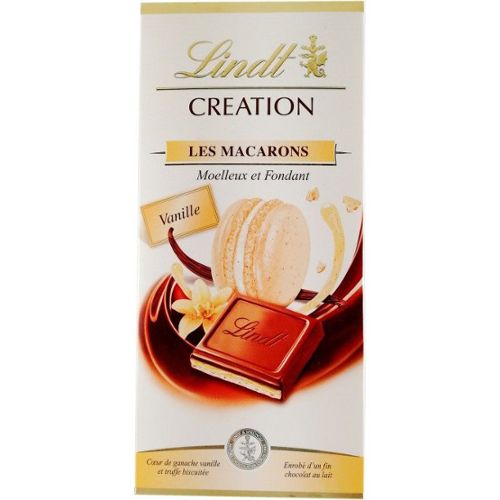 Lindt
CREATION
LES MACARONS
Moelleux et Fondant
Vanille
Lindt
Cœur de ganache vanille
et truffe biscuitée
Enrobé d'un fin
chocolat au lait